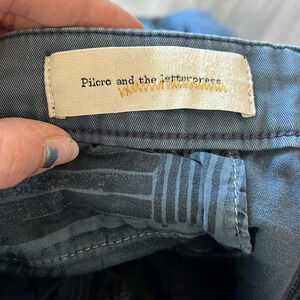 Pilcro and the letterpress